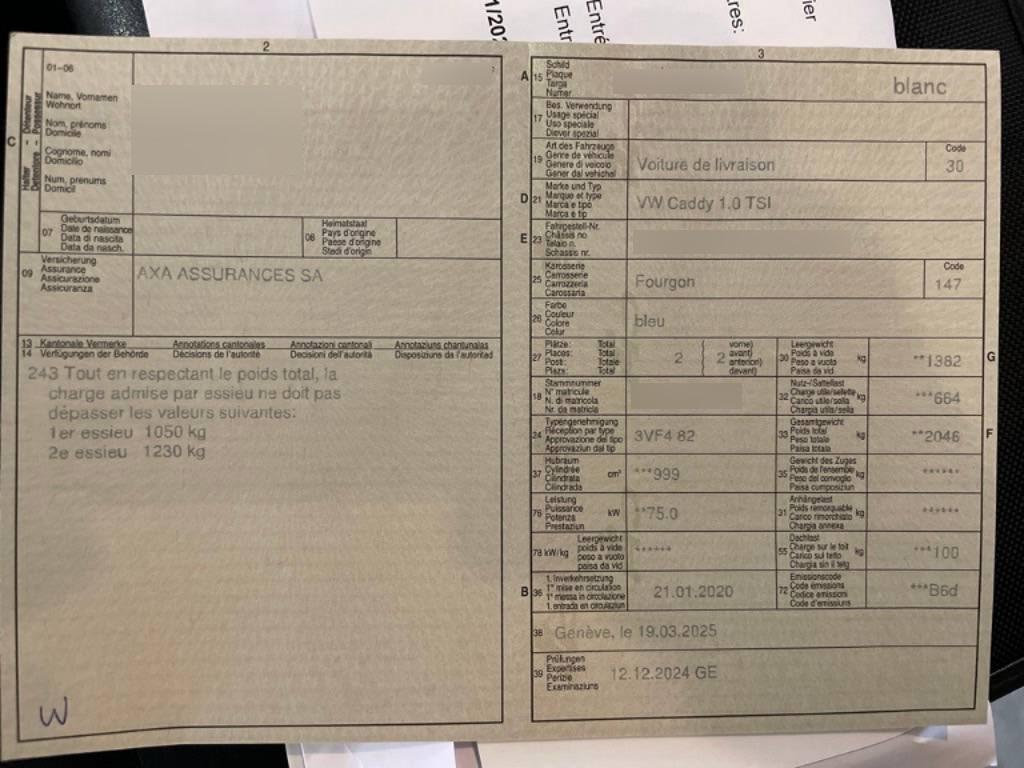 1/202
Entré
Entr
res:
ier
2
01-06
C
Halter - Détenteur
Detentore - Possessur
Name, Vornamen
Wohnort
Nom, prénoms
Domicile
Cognome, nomi
Domicilio
Num, prenums
Domicil
07
Geburtsdatum
Date de naissance
Data di nascita
Data da nasch.
08
Heimatstaat
Pays d'origine
Paese d'origine
Stadi d'origin
09
Versicherung
Assurance
Assicurazione
Assicuranza
AXA ASSURANCES SA
13 Kantonale Vermerke Annotations cantonales Annotazioni cantonali Annotaziuns chantunalas
14 Verfügungen der Behörde Décisions de l'autorité Decisioni dell'autorità Disposiziuns da l'autoritad
243 Tout en respectant le poids total, la
charge admise par essieu ne doit pas
dépasser les valeurs suivantes:
1er essieu 1050 kg
2e essieu 1230 kg
W
3
A 15
Schild
Plaque
Targa
Numer
blanc
17
Bes. Verwendung
Usage spécial
Uso speciale
Diever spezial
19
Art des Fahrzeugs
Genre de véhicule
Genere di veicolo
Gener dal vehichel
Voiture de livraison
Code
30
D 21
Marke und Typ
Marque et type
Marca e tipo
Marca e tip
VW Caddy 1.0 TSI
E 23
Fahrgestell-Nr.
Châssis no
Telaio n.
Schassis nr.
25
Karosserie
Carrosserie
Carrozzeria
Carossaria
Fourgon
Code
147
26
Farbe
Couleur
Colore
Colur
bleu
27
Plätze: Total
Places: Total
Posti: Totale
Plazs: Total
2
2
vorne)
avant)
anteriori)
davant)
30
Leergewicht
Poids à vide
Peso a vuoto
Paisa da vid
kg
**1382
G
18
Stammnummer
N° matricule
N. di matricola
Nr. da matricla
32
Nutz-/Sattellast
Charge utile/sellette
Carico utile/sella
Chargia utila/sella
kg
***664
24
Typengenehmigung
Réception par type
Approvazione del tipo
Approvaziun dal tip
3VF4 82
33
Gesamtgewicht
Poids total
Peso totale
Paisa totala
kg
**2046
F
37
Hubraum
Cylindrée
Cilindrata
Cilindrada
cm³
***999
35
Gewicht des Zuges
Poids de l'ensemble
Peso del convoglio
Paisa cumposiziun
kg
******
76
Leistung
Puissance
Potenza
Prestaziun
kW
**75.0
31
Anhängelast
Poids remorquable
Carico rimorchiato
Chargia annexa
kg
******
78 kW/kg
Leergewicht
poids à vide
peso a vuoto
paisa da vid
******
55
Dachlast
Charge sur le toit
Carico sul tetto
Chargia sin il tetg
kg
***100
B 36
1. Inverkehrsetzung
1re mise en circulation
1a messa in circolazione
1. entrada en circulaziun
21.01.2020
72
Emissionscode
Code émissions
Codice emissioni
Code d'emissiuns
***B6d
38
Genève, le 19.03.2025
39
Prüfungen
Expertises
Perizie
Examinaziuns
12.12.2024 GE